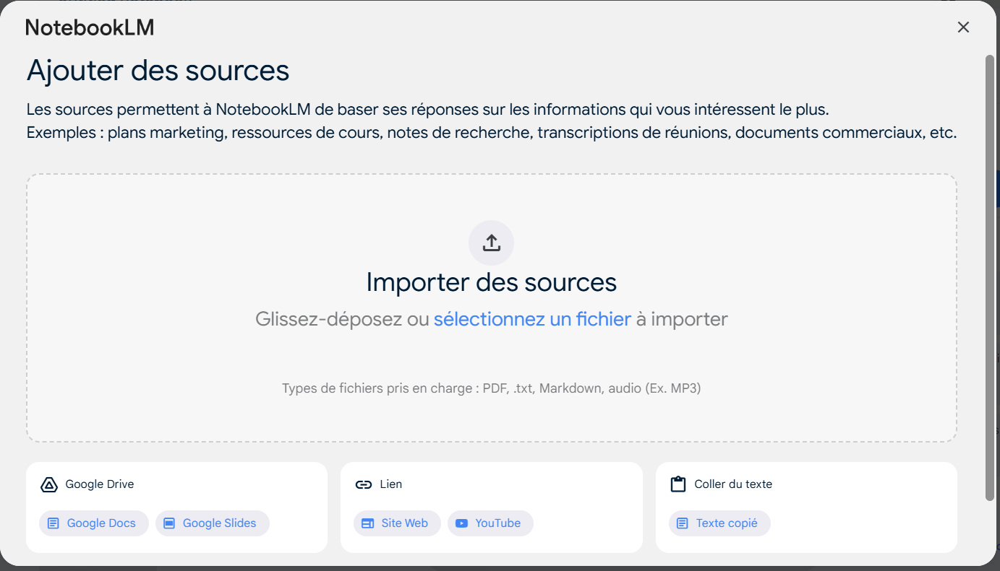 NotebookLM
Ajouter des sources
Les sources permettent à NotebookLM de baser ses réponses sur les informations qui vous intéressent le plus.
Exemples : plans marketing, ressources de cours, notes de recherche, transcriptions de réunions, documents commerciaux, etc.
Importer des sources
Glissez-déposez ou sélectionnez un fichier à importer
Types de fichiers pris en charge : PDF, .txt, Markdown, audio (Ex. MP3)
Google Drive
Google Docs
Google Slides
Lien
Site Web
YouTube
Coller du texte
Texte copié